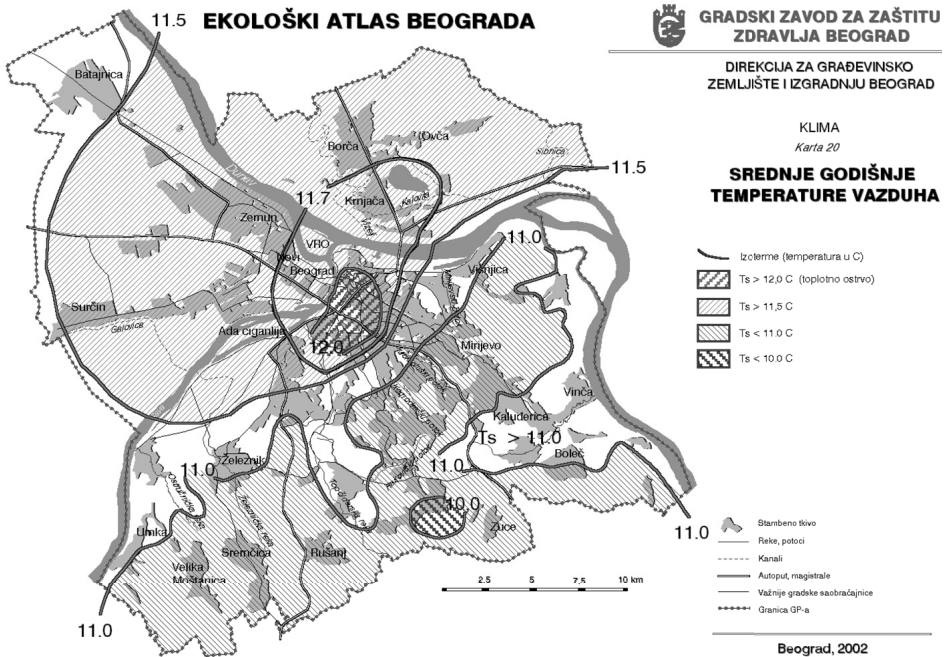 EKOLOŠKI ATLAS BEOGRADA
GRADSKI ZAVOD ZA ZAŠTITU
ZDRAVLJA BEOGRAD
DIREKCIJA ZA GRAĐEVINSKO
ZEMLJIŠTE I IZGRADNJU BEOGRAD
KLIMA
Karta 20
SREDNJE GODIŠNJE
TEMPERATURE VAZDUHA
Izoterme (temperatura u C)
Ts > 12,0 C (toplotno ostrvo)
Ts > 11,5 C
Ts < 11.0 C
Ts < 10.0 C
11.5
Batajnica
Borča
Ovča
Sibnica
11.5
Dunav
11.7
Krnjača
Kalovita
Vizelj
Zemun
VRO
Novi
Beograd
11.0
Višnjica
Surčin
Galovica
Ada ciganlija
12.0
Mirijevo
Vinča
Kaluđerica
Ts > 11.0
Boleč
11.0
11.0
Železnik
10.0
Zuce
11.0
Umka
Sremčica
Rušanj
Velika
Moštanica
11.0
2.5 5 7.5 10 km
Stambeno tkivo
Reke, potoci
Kanali
Autoput, magistrale
Važnije gradske saobraćajnice
Granica GP-a
Beograd, 2002